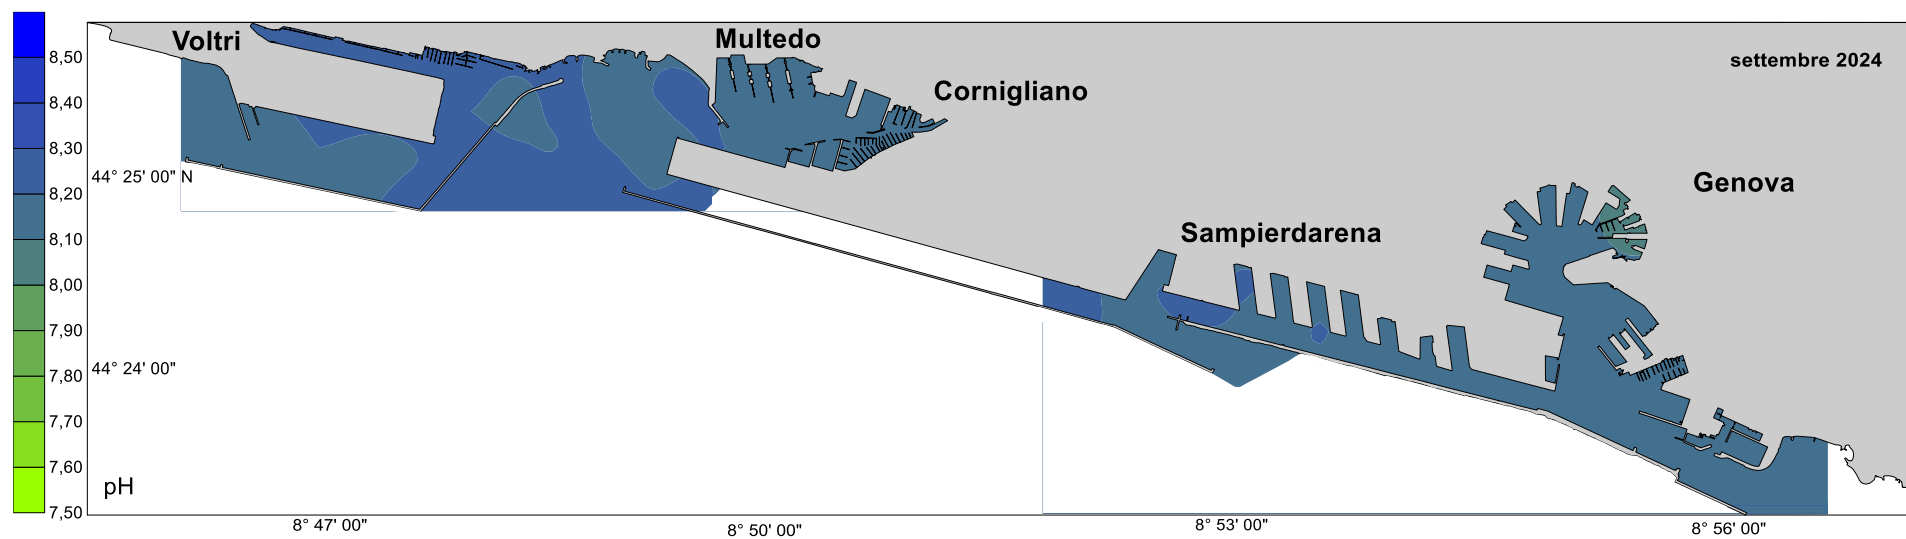 Voltri
Multedo
Cornigliano
settembre 2024
Genova
Sampierdarena
8,50
8,40
8,30
8,20
8,10
8,00
7,90
7,80
7,70
7,60
7,50
44° 25' 00" N
44° 24' 00"
pH
8° 47' 00"
8° 50' 00"
8° 53' 00"
8° 56' 00"